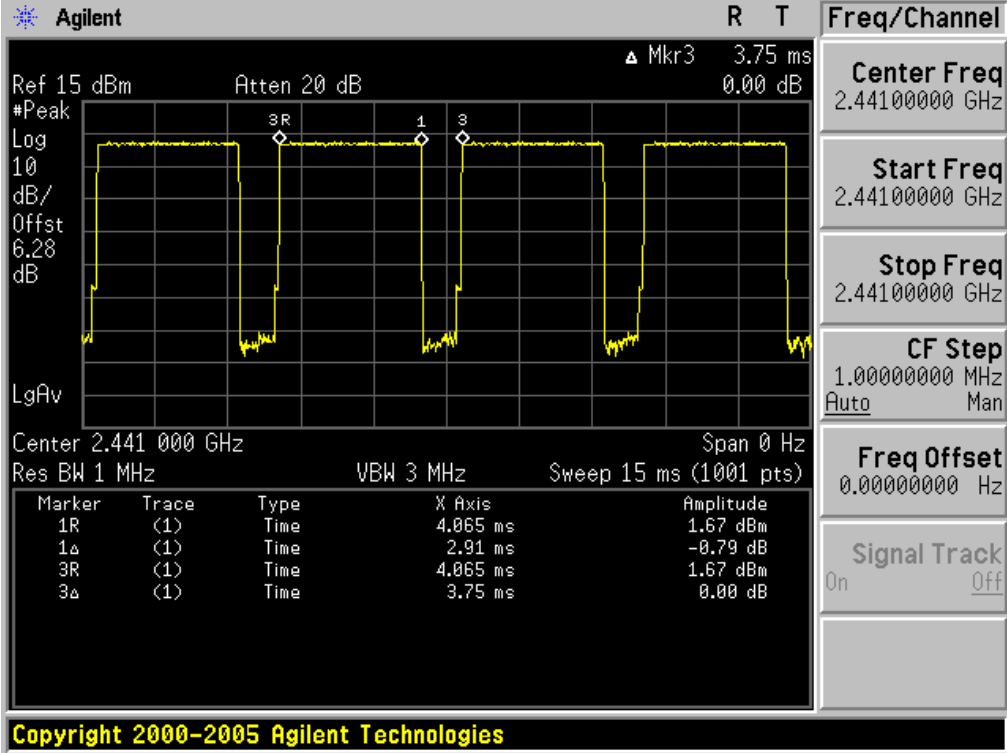 Agilent R T
Freq/Channel
Δ Mkr3 3.75 ms
Ref 15 dBm Atten 20 dB 0.00 dB
#Peak
Log
10
dB/
Offst
6.28
dB
LgAv
3R 1 3
Center 2.441 000 GHz Span 0 Hz
Res BW 1 MHz VBW 3 MHz Sweep 15 ms (1001 pts)
Marker Trace Type X Axis Amplitude
1R (1) Time 4.065 ms 1.67 dBm
1Δ (1) Time 2.91 ms -0.79 dB
3R (1) Time 4.065 ms 1.67 dBm
3Δ (1) Time 3.75 ms 0.00 dB
Center Freq
2.44100000 GHz
Start Freq
2.44100000 GHz
Stop Freq
2.44100000 GHz
CF Step
1.00000000 MHz
Auto Man
Freq Offset
0.00000000 Hz
Signal Track
On Off
Copyright 2000-2005 Agilent Technologies